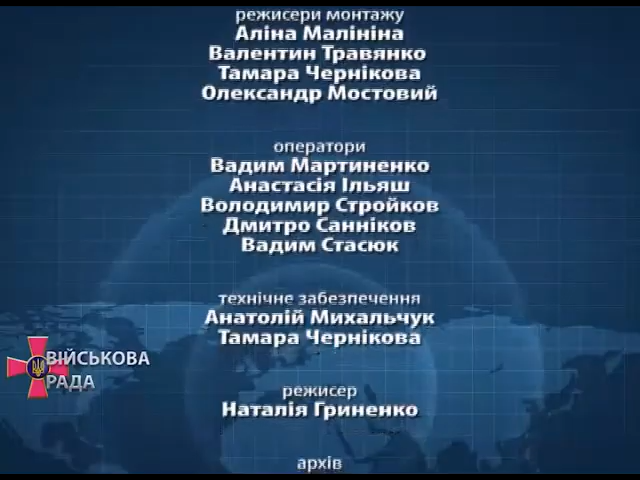 режисери монтажу
Аліна Малініна
Валентин Травянко
Тамара Чернікова
Олександр Мостовий
оператори
Вадим Мартиненко
Анастасія Ільяш
Володимир Стройков
Дмитро Санніков
Вадим Стасюк
технічне забезпечення
Анатолій Михальчук
Тамара Чернікова
ВІЙСЬКОВА
РАДА
режисер
Наталія Гриненко
архів